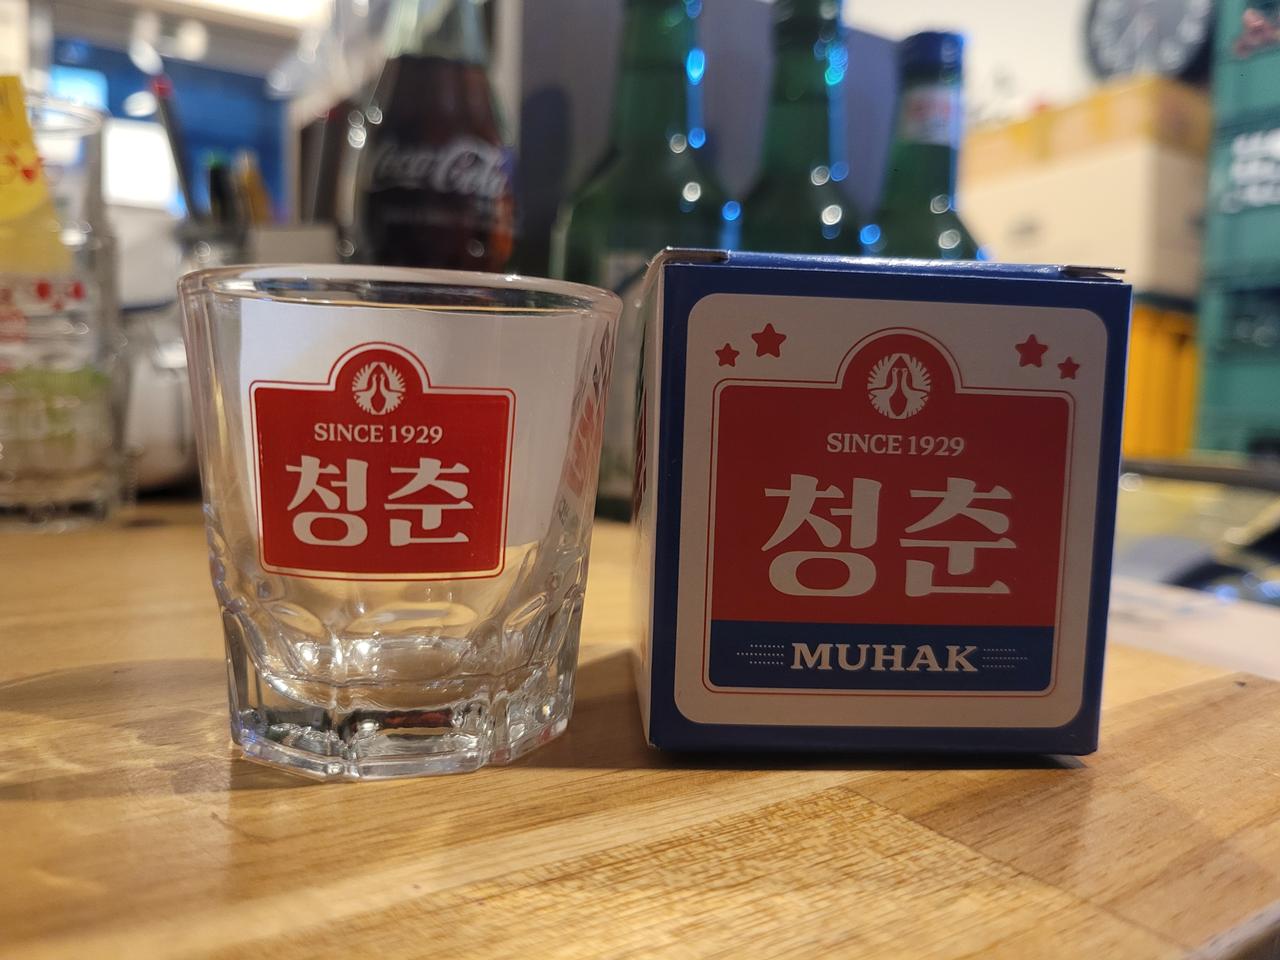 Coca-Cola
SINCE 1929
청춘
SINCE 1929
청춘
MUHAK